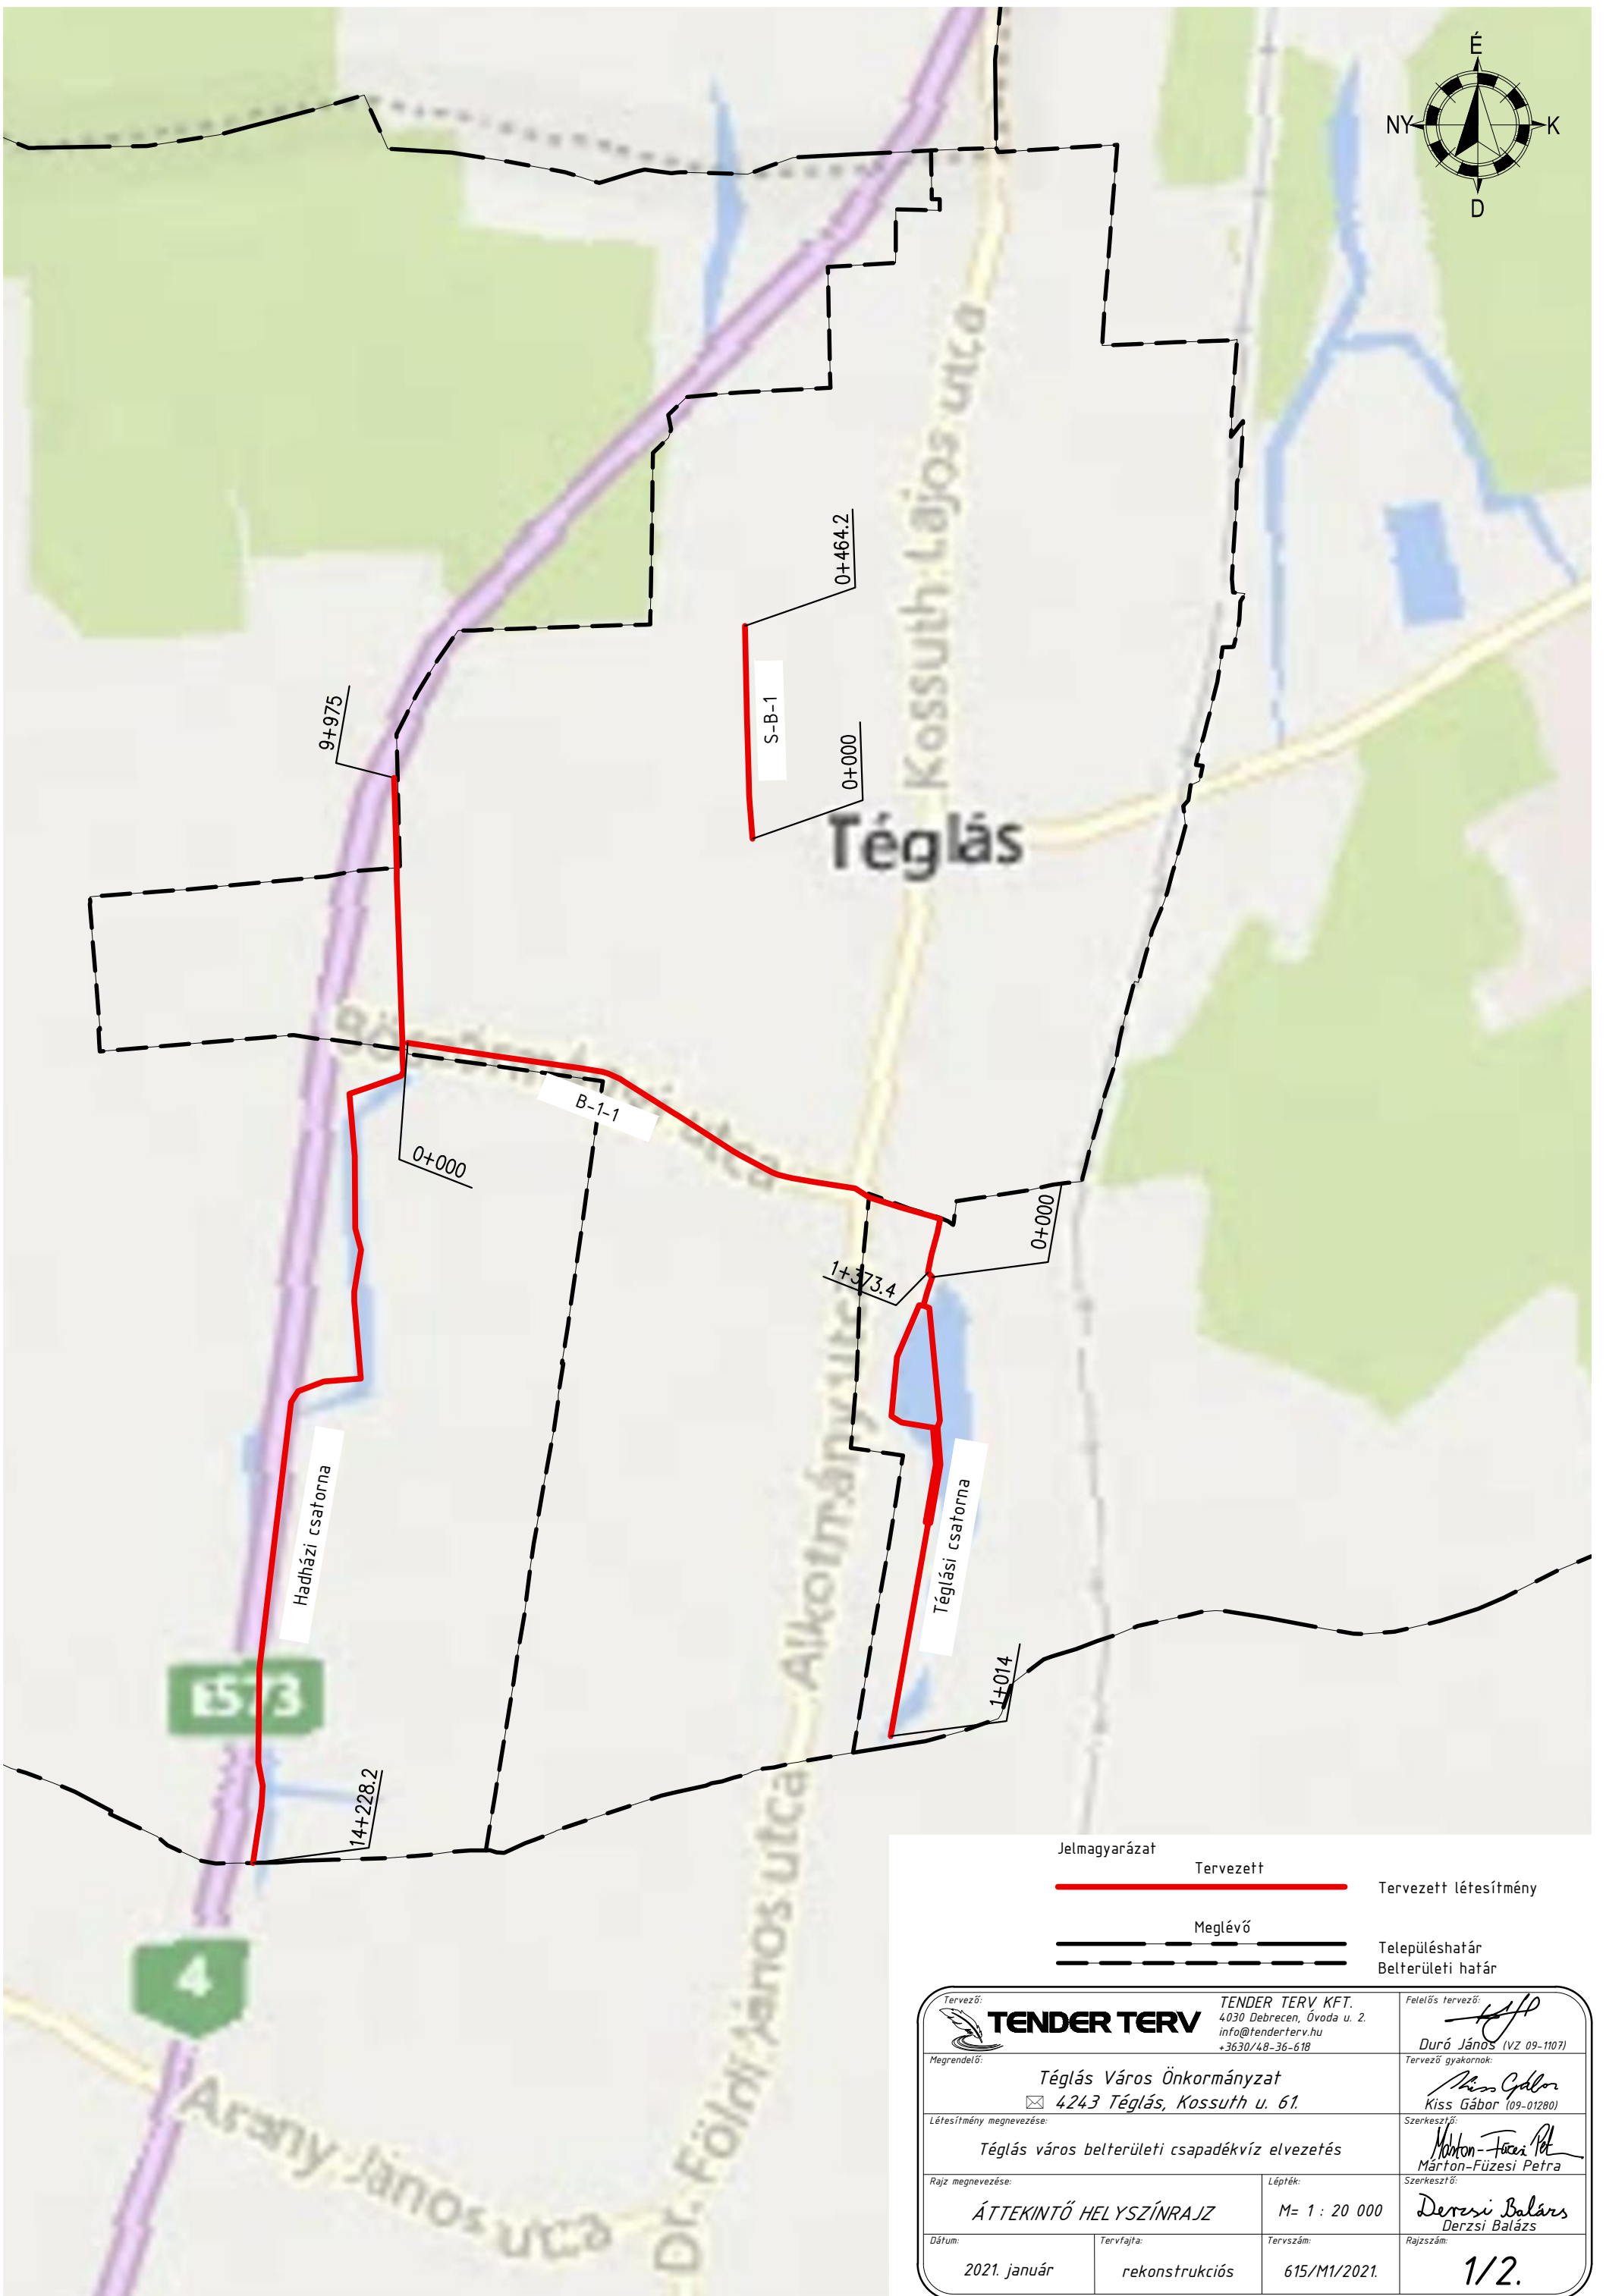 É
NY
K
D
Kossuth Lajos utca
0+464.2
S-B-1
9+975
0+000
Téglás
Böszörményi utca
B-1-1
0+000
0+000
1+373.4
Alkotmány utca
Hadházi csatorna
Téglási csatorna
E573
1+014
14+228.2
4
Dr. Földi János utca
Arany János utca
Jelmagyarázat
Tervezett
Tervezett létesítmény
Meglévő
Településhatár
Belterületi határ
Tervező:
TENDER TERV
TENDER TERV KFT.
4030 Debrecen, Óvoda u. 2.
info@tenderterv.hu
+3630/48-36-618
Felelős tervező:
Duró János (VZ 09-1107)
Megrendelő:
Téglás Város Önkormányzat
4243 Téglás, Kossuth u. 61.
Tervező gyakornok:
Kiss Gábor
Kiss Gábor (09-01280)
Létesítmény megnevezése:
Téglás város belterületi csapadékvíz elvezetés
Szerkesztő:
Márton-Füzesi Petra
Rajz megnevezése:
ÁTTEKINTŐ HELYSZÍNRAJZ
Lépték:
M= 1 : 20 000
Szerkesztő:
Derzsi Balázs
Derzsi Balázs
Dátum:
2021. január
Tervfajta:
rekonstrukciós
Tervszám:
615/M1/2021.
Rajzszám:
1/2.